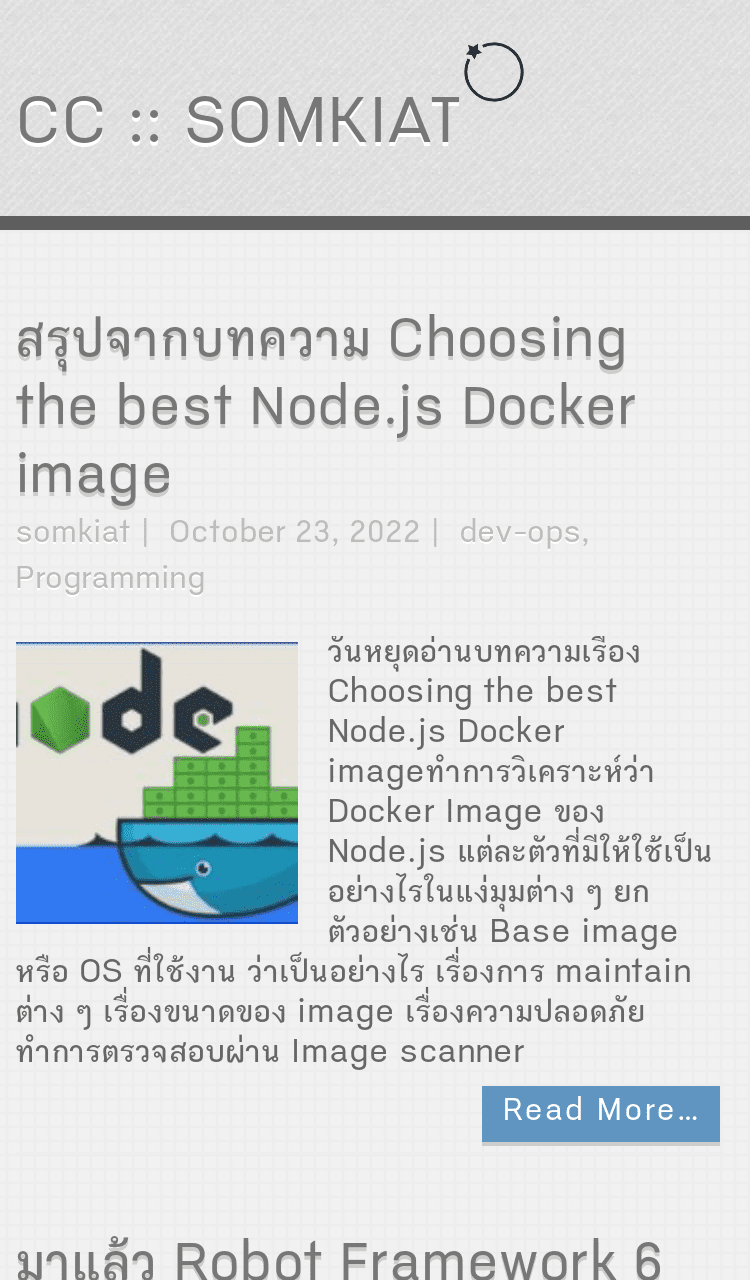 CC :: SOMKIAT
สรุปจากบทความ Choosing
the best Node.js Docker
image
somkiat | October 23, 2022 | dev-ops,
Programming
node
วันหยุดอ่านบทความเรื่อง
Choosing the best
Node.js Docker
imageทำการวิเคราะห์ว่า
Docker Image ของ
Node.js แต่ละตัวที่มีให้ใช้เป็น
อย่างไรในแง่มุมต่าง ๆ ยก
ตัวอย่างเช่น Base image
หรือ OS ที่ใช้งาน ว่าเป็นอย่างไร เรื่องการ maintain
ต่าง ๆ เรื่องขนาดของ image เรื่องความปลอดภัย
ทำการตรวจสอบผ่าน Image scanner
Read More...
มาแล้ว Robot Framework 6